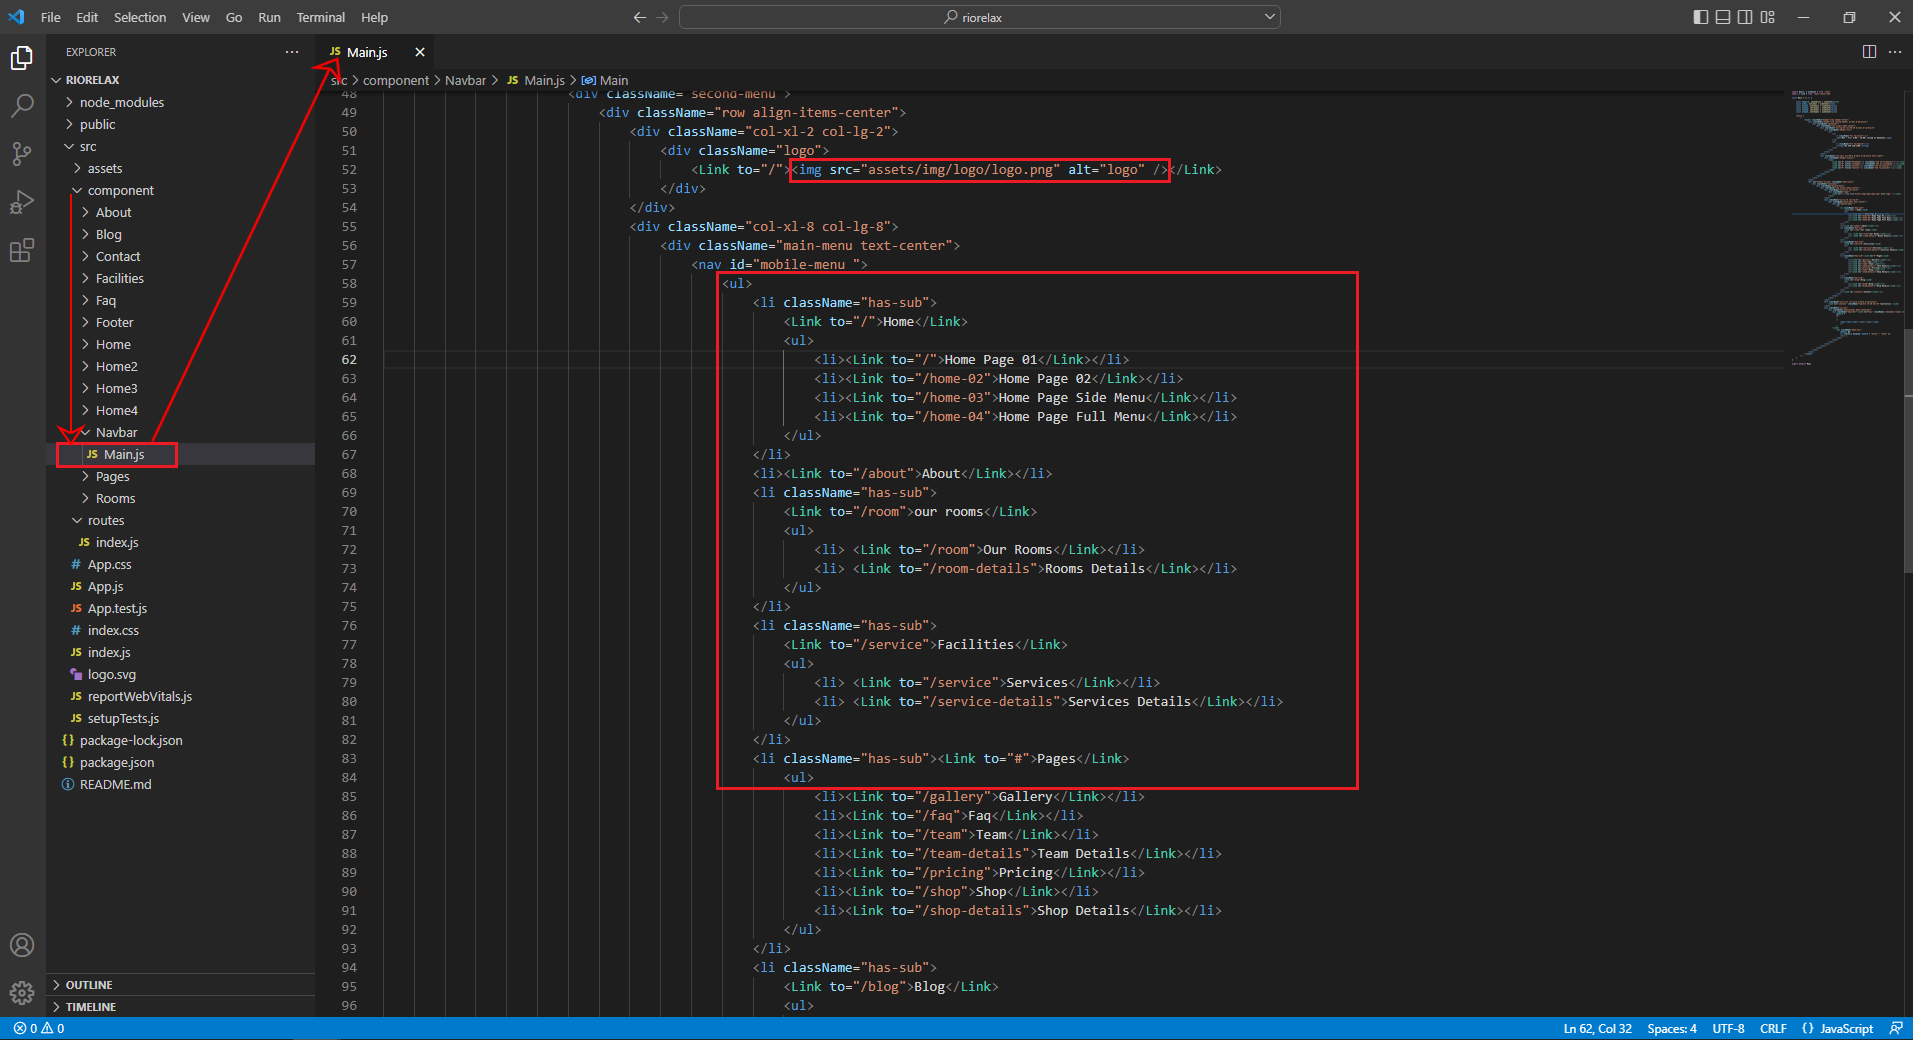 File Edit Selection View Go Run Terminal Help
riorelax
EXPLORER
RIORELAX
node_modules
public
src
assets
component
About
Blog
Contact
Facilities
Faq
Footer
Home
Home2
Home3
Home4
Navbar
JS Main.js
Pages
Rooms
routes
JS index.js
# App.css
JS App.js
JS App.test.js
# index.css
JS index.js
logo.svg
JS reportWebVitals.js
JS setupTests.js
{} package-lock.json
{} package.json
README.md
OUTLINE
TIMELINE
JS Main.js
src > component > Navbar > JS Main.js > Main
48 <div className="second-menu">
49 <div className="row align-items-center">
50 <div className="col-xl-2 col-lg-2">
51 <div className="logo">
52 <Link to="/"><img src="assets/img/logo/logo.png" alt="logo" /></Link>
53 </div>
54 </div>
55 <div className="col-xl-8 col-lg-8">
56 <div className="main-menu text-center">
57 <nav id="mobile-menu ">
58 <ul>
59 <li className="has-sub">
60 <Link to="/">Home</Link>
61 <ul>
62 <li><Link to="/">Home Page 01</Link></li>
63 <li><Link to="/home-02">Home Page 02</Link></li>
64 <li><Link to="/home-03">Home Page Side Menu</Link></li>
65 <li><Link to="/home-04">Home Page Full Menu</Link></li>
66 </ul>
67 </li>
68 <li><Link to="/about">About</Link></li>
69 <li className="has-sub">
70 <Link to="/room">our rooms</Link>
71 <ul>
72 <li> <Link to="/room">Our Rooms</Link></li>
73 <li> <Link to="/room-details">Rooms Details</Link></li>
74 </ul>
75 </li>
76 <li className="has-sub">
77 <Link to="/service">Facilities</Link>
78 <ul>
79 <li> <Link to="/service">Services</Link></li>
80 <li> <Link to="/service-details">Services Details</Link></li>
81 </ul>
82 </li>
83 <li className="has-sub"><Link to="#">Pages</Link>
84 <ul>
85 <li><Link to="/gallery">Gallery</Link></li>
86 <li><Link to="/faq">Faq</Link></li>
87 <li><Link to="/team">Team</Link></li>
88 <li><Link to="/team-details">Team Details</Link></li>
89 <li><Link to="/pricing">Pricing</Link></li>
90 <li><Link to="/shop">Shop</Link></li>
91 <li><Link to="/shop-details">Shop Details</Link></li>
92 </ul>
93 </li>
94 <li className="has-sub">
95 <Link to="/blog">Blog</Link>
96 <ul>
0 0
Ln 62, Col 32 Spaces: 4 UTF-8 CRLF {} JavaScript